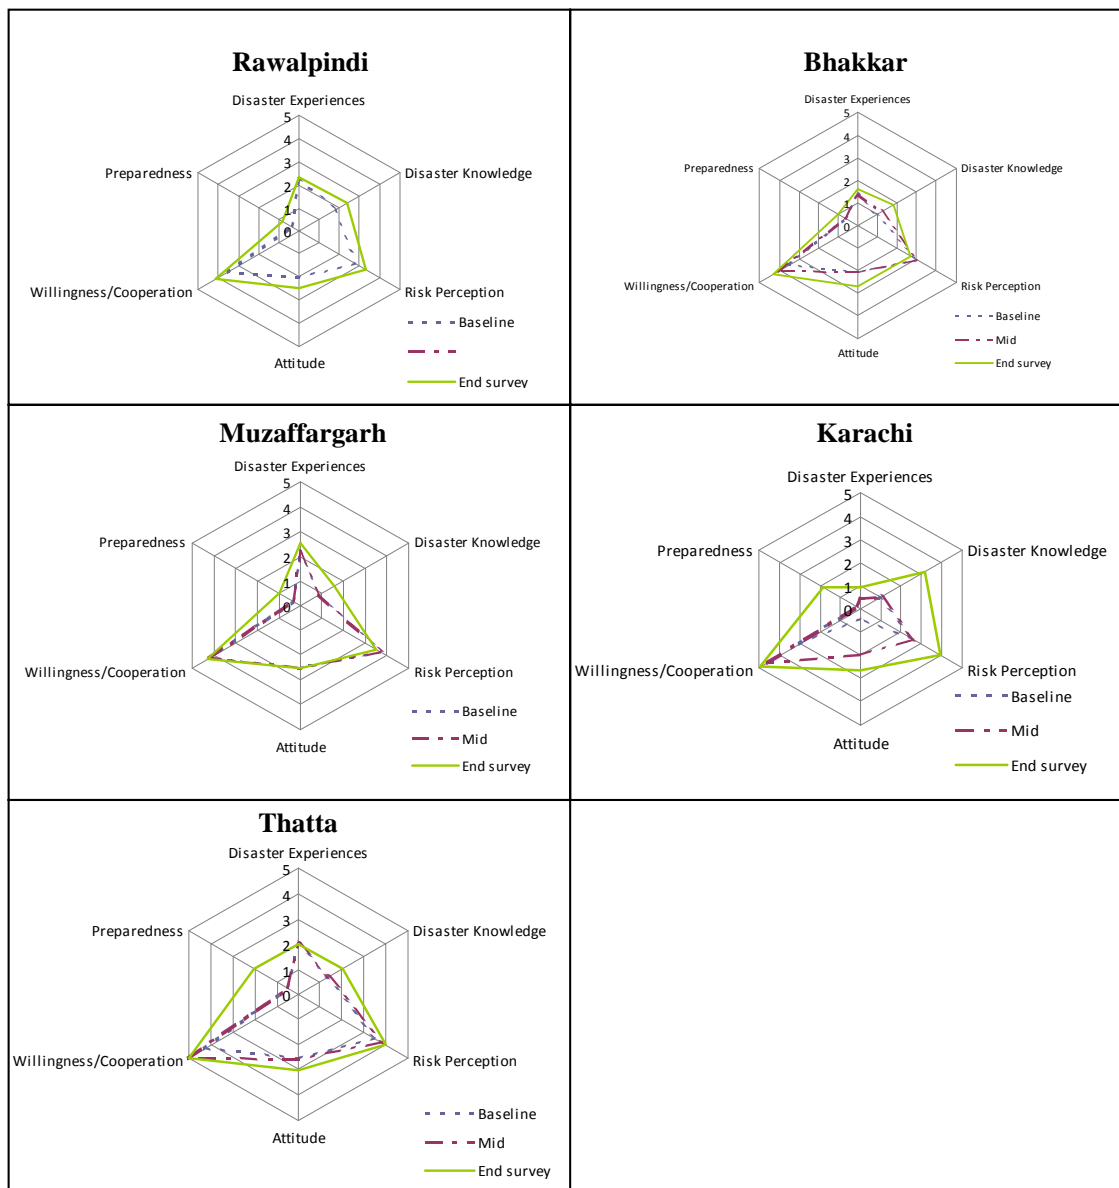 Rawalpindi
Disaster Experiences
5
4
3
2
1
0
Preparedness
Disaster Knowledge
Willingness/Cooperation
Risk Perception
Attitude
Baseline
End survey
Bhakkar
Disaster Experiences
5
4
3
2
1
0
Preparedness
Disaster Knowledge
Willingness/Cooperation
Risk Perception
Attitude
Baseline
Mid
End survey
Muzaffargarh
Disaster Experiences
5
4
3
2
1
0
Preparedness
Disaster Knowledge
Willingness/Cooperation
Risk Perception
Attitude
Baseline
Mid
End survey
Karachi
Disaster Experiences
5
4
3
2
1
0
Preparedness
Disaster Knowledge
Willingness/Cooperation
Risk Perception
Attitude
Baseline
Mid
End survey
Thatta
Disaster Experiences
5
4
3
2
1
0
Preparedness
Disaster Knowledge
Willingness/Cooperation
Risk Perception
Attitude
Baseline
Mid
End survey